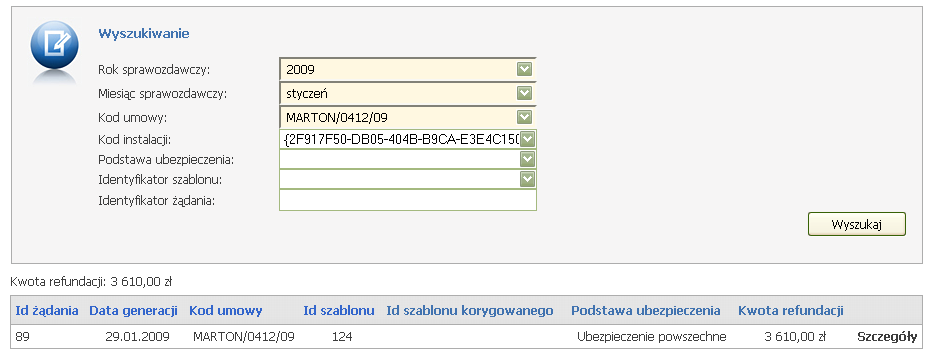 Wyszukiwanie
Rok sprawozdawczy: 2009
Miesiąc sprawozdawczy: styczeń
Kod umowy: MARTON/0412/09
Kod instalacji: {2F917F50-DB05-404B-B9CA-E3E4C150
Podstawa ubezpieczenia:
Identyfikator szablonu:
Identyfikator żądania:
Wyszukaj
Kwota refundacji: 3 610,00 zł
Id żądania Data generacji Kod umowy Id szablonu Id szablonu korygowanego Podstawa ubezpieczenia Kwota refundacji
89 29.01.2009 MARTON/0412/09 124 Ubezpieczenie powszechne 3 610,00 zł Szczegóły